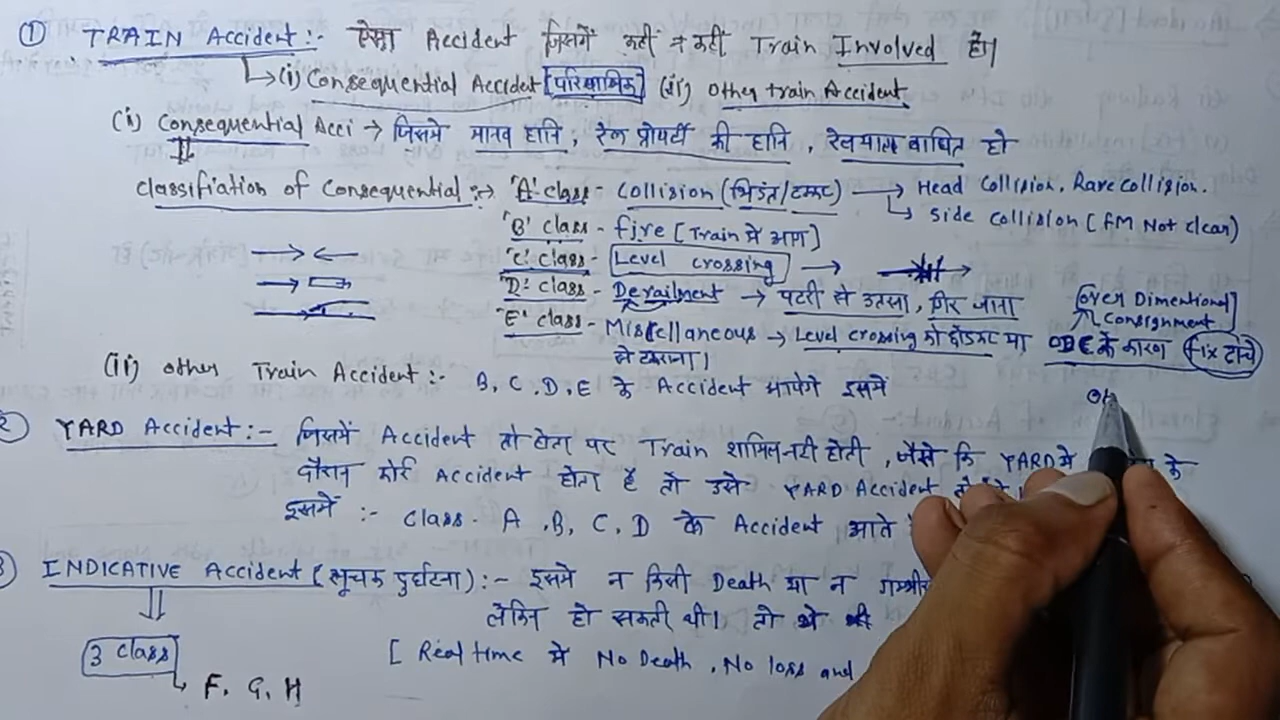 ① TRAIN Accident :- ऐसा Accident जिसमें कहीं न कहीं Train Involved हो।
(i) Consequential Accident [परिणामिक] (ii) other train Accident
(i) Consequential Acci → जिसमे मानव हानि, रेल प्रोपर्टी की हानि, रेलयातायात बाधित हो
Classifiation of Consequential :→ 'A' class - Collision (भिडंत/टक्कर) → Head Collision, Rare collision.
Side Collision [FM Not clear)
'B' class - fire [Train मे आग]
'C' class - Level crossing →
'D' class - Derailment → पटरी से उतरना, गिर जाना
[over Dimentional Consignment]
'E' class - Miscellaneous → Level crossing को छोडकर या ODC के कारण Fix ढांचे
से टकराना।
(ii) other Train Accident :- B, C, D, E के Accident आयेगे इसमे
2 YARD Accident :- जिसमें Accident तो होता पर Train शामिल नही होती, जैसे कि YARD मे के
दौरान कोई Accident होता है तो उसे YARD Accident
इसमें :- Class - A, B, C, D के Accident आते
3 INDICATIVE Accident (सूचक दुर्घटना) :- इसमे न किसी Death या न
लेकिन हो सकती थी। तो
3 class
[Real time मे No Death, No loss and
F, G, H